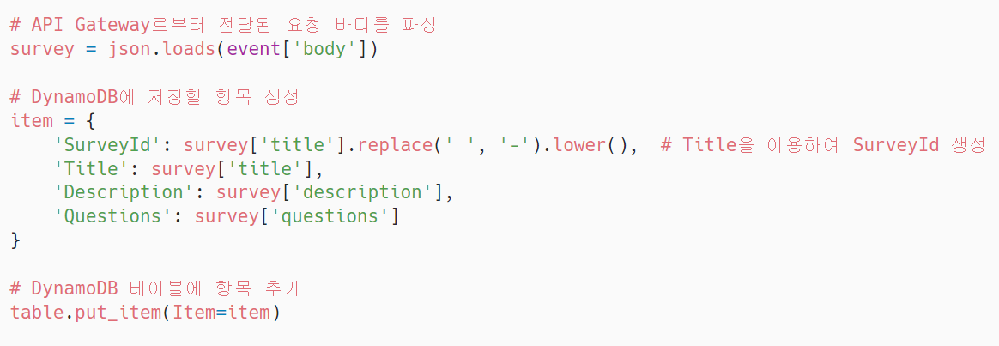 # API Gateway로부터 전달된 요청 바디를 파싱
survey = json.loads(event['body'])
# DynamoDB에 저장할 항목 생성
item = {
    'SurveyId': survey['title'].replace(' ', '-').lower(),  # Title을 이용하여 SurveyId 생성
    'Title': survey['title'],
    'Description': survey['description'],
    'Questions': survey['questions']
}
# DynamoDB 테이블에 항목 추가
table.put_item(Item=item)